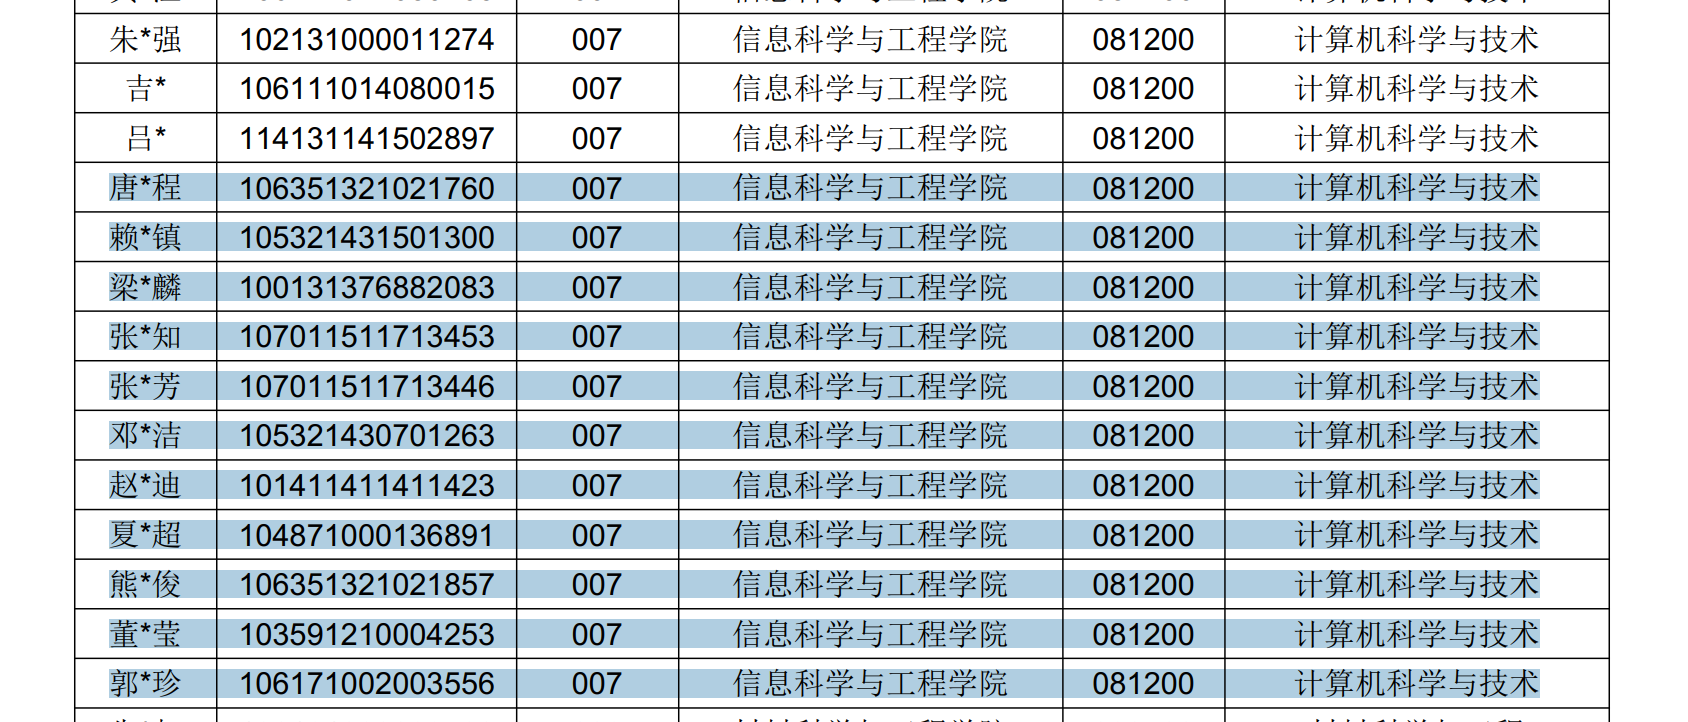 朱*强 102131000011274 007 信息科学与工程学院 081200 计算机科学与技术
吉* 106111014080015 007 信息科学与工程学院 081200 计算机科学与技术
吕* 114131141502897 007 信息科学与工程学院 081200 计算机科学与技术
唐*程 106351321021760 007 信息科学与工程学院 081200 计算机科学与技术
赖*镇 105321431501300 007 信息科学与工程学院 081200 计算机科学与技术
梁*麟 100131376882083 007 信息科学与工程学院 081200 计算机科学与技术
张*知 107011511713453 007 信息科学与工程学院 081200 计算机科学与技术
张*芳 107011511713446 007 信息科学与工程学院 081200 计算机科学与技术
邓*洁 105321430701263 007 信息科学与工程学院 081200 计算机科学与技术
赵*迪 101411411411423 007 信息科学与工程学院 081200 计算机科学与技术
夏*超 104871000136891 007 信息科学与工程学院 081200 计算机科学与技术
熊*俊 106351321021857 007 信息科学与工程学院 081200 计算机科学与技术
董*莹 103591210004253 007 信息科学与工程学院 081200 计算机科学与技术
郭*珍 106171002003556 007 信息科学与工程学院 081200 计算机科学与技术